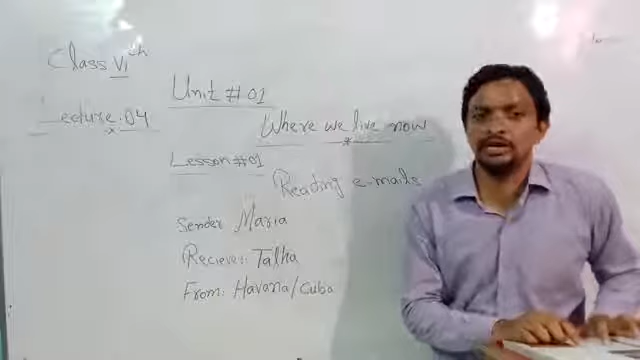 Class VIth
Unit # 01
Lecture: 04
Where we live now
Lesson # 01
Reading e.mails
Sender Maria
Reciever: Talha
From: Havana/Cuba